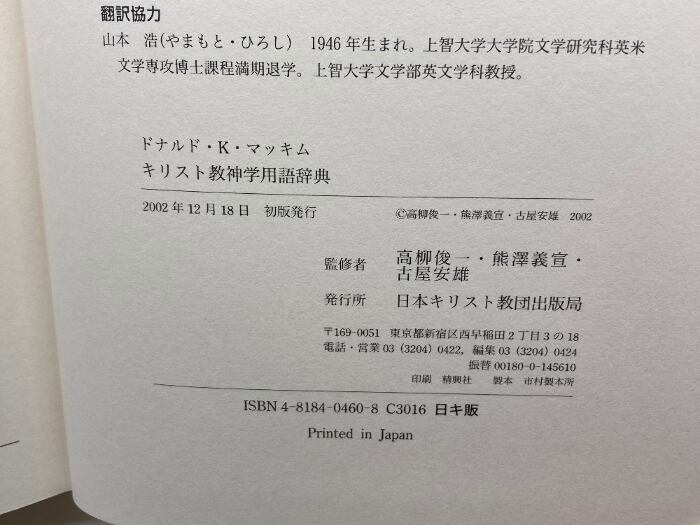 翻訳協力
山本 浩(やまもと・ひろし) 1946年生まれ。上智大学大学院文学研究科英米
文学専攻博士課程満期退学。上智大学文学部英文学科教授。
ドナルド・K・マッキム
キリスト教神学用語辞典
2002年12月18日 初版発行 ©高柳俊一・熊澤義宣・古屋安雄 2002
監修者 高柳俊一・熊澤義宣・
古屋安雄
発行所 日本キリスト教団出版局
〒169-0051 東京都新宿区西早稲田2丁目3の18
電話・営業03(3204)0422, 編集03(3204)0424
振替00180-0-145610
印刷 精興社 製本 市村製本所
ISBN4-8184-0460-8 C3016 日キ販
Printed in Japan